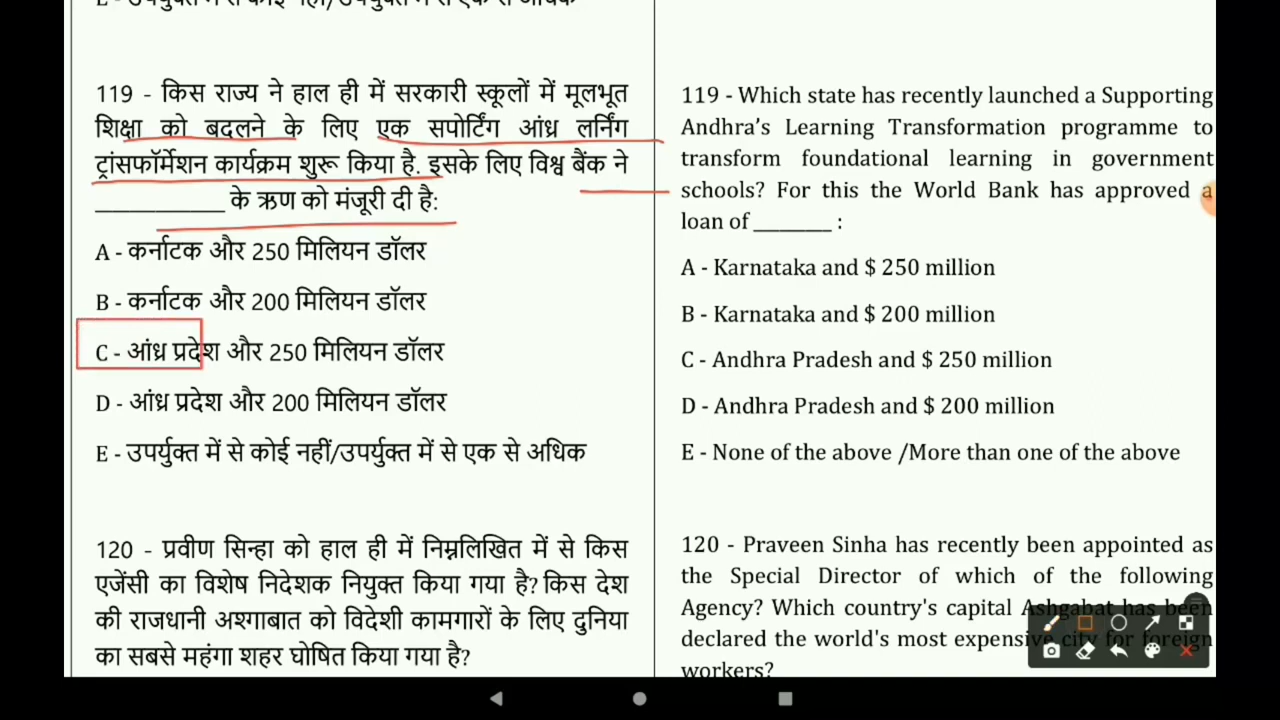 119 - किस राज्य ने हाल ही में सरकारी स्कूलों में मूलभूत
शिक्षा को बदलने के लिए एक सपोर्टिंग आंध्र लर्निंग
ट्रांसफॉर्मेशन कार्यक्रम शुरू किया है. इसके लिए विश्व बैंक ने
____________ के ऋण को मंजूरी दी है:
A - कर्नाटक और 250 मिलियन डॉलर
B - कर्नाटक और 200 मिलियन डॉलर
C - आंध्र प्रदेश और 250 मिलियन डॉलर
D - आंध्र प्रदेश और 200 मिलियन डॉलर
E - उपर्युक्त में से कोई नहीं/उपर्युक्त में से एक से अधिक
120 - प्रवीण सिन्हा को हाल ही में निम्नलिखित में से किस
एजेंसी का विशेष निदेशक नियुक्त किया गया है? किस देश
की राजधानी अश्गाबात को विदेशी कामगारों के लिए दुनिया
का सबसे महंगा शहर घोषित किया गया है?
119 - Which state has recently launched a Supporting
Andhra's Learning Transformation programme to
transform foundational learning in government
schools? For this the World Bank has approved a
loan of ________ :
A - Karnataka and $ 250 million
B - Karnataka and $ 200 million
C - Andhra Pradesh and $ 250 million
D - Andhra Pradesh and $ 200 million
E - None of the above /More than one of the above
120 - Praveen Sinha has recently been appointed as
the Special Director of which of the following
Agency? Which country's capital Ashgabat has been
declared the world's most expensive city for foreign
workers?